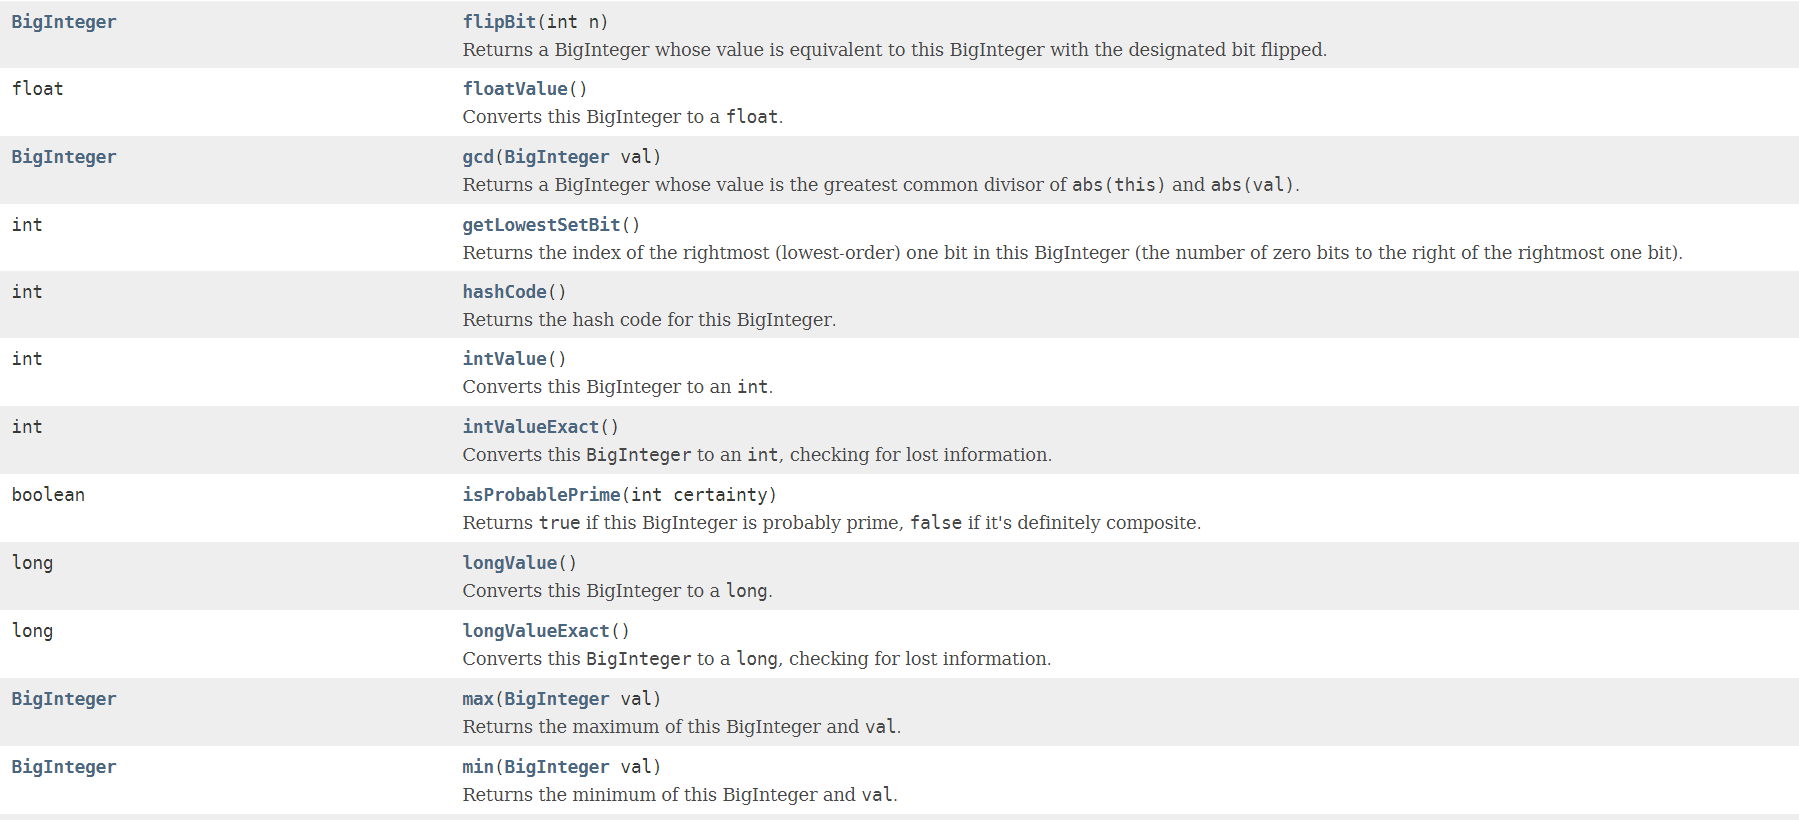 BigInteger flipBit(int n)
Returns a BigInteger whose value is equivalent to this BigInteger with the designated bit flipped.
float floatValue()
Converts this BigInteger to a float.
BigInteger gcd(BigInteger val)
Returns a BigInteger whose value is the greatest common divisor of abs(this) and abs(val).
int getLowestSetBit()
Returns the index of the rightmost (lowest-order) one bit in this BigInteger (the number of zero bits to the right of the rightmost one bit).
int hashCode()
Returns the hash code for this BigInteger.
int intValue()
Converts this BigInteger to an int.
int intValueExact()
Converts this BigInteger to an int, checking for lost information.
boolean isProbablePrime(int certainty)
Returns true if this BigInteger is probably prime, false if it's definitely composite.
long longValue()
Converts this BigInteger to a long.
long longValueExact()
Converts this BigInteger to a long, checking for lost information.
BigInteger max(BigInteger val)
Returns the maximum of this BigInteger and val.
BigInteger min(BigInteger val)
Returns the minimum of this BigInteger and val.